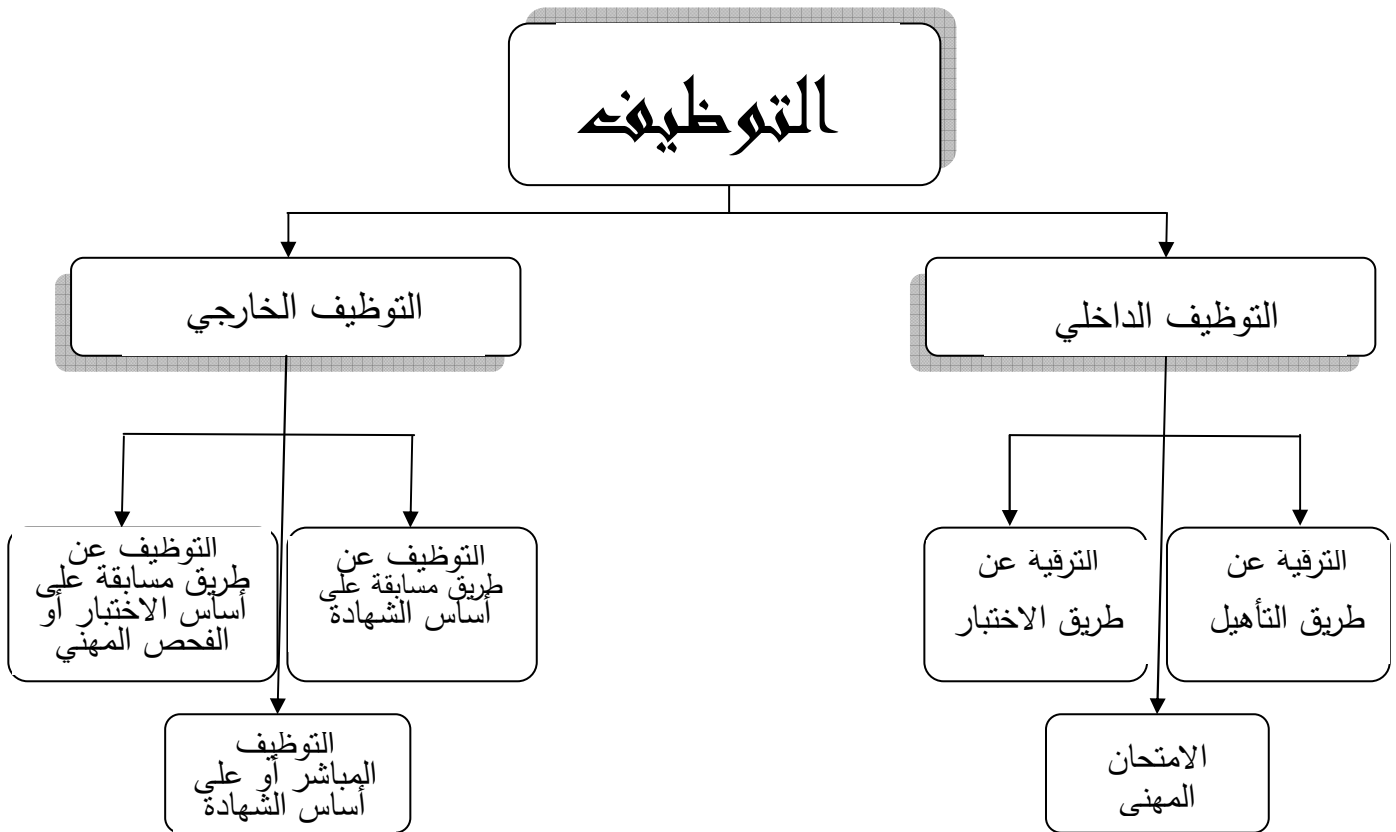 التوظيف
التوظيف الداخلي
التوظيف الخارجي
الترقية عن
طريق التأهيل
الترقية عن
طريق الاختبار
الامتحان
المهنى
التوظيف عن
طريق مسابقة على
أساس الشهادة
التوظيف عن
طريق مسابقة على
أساس الاختبار أو
الفحص المهني
التوظيف
المباشر أو على
أساس الشهادة